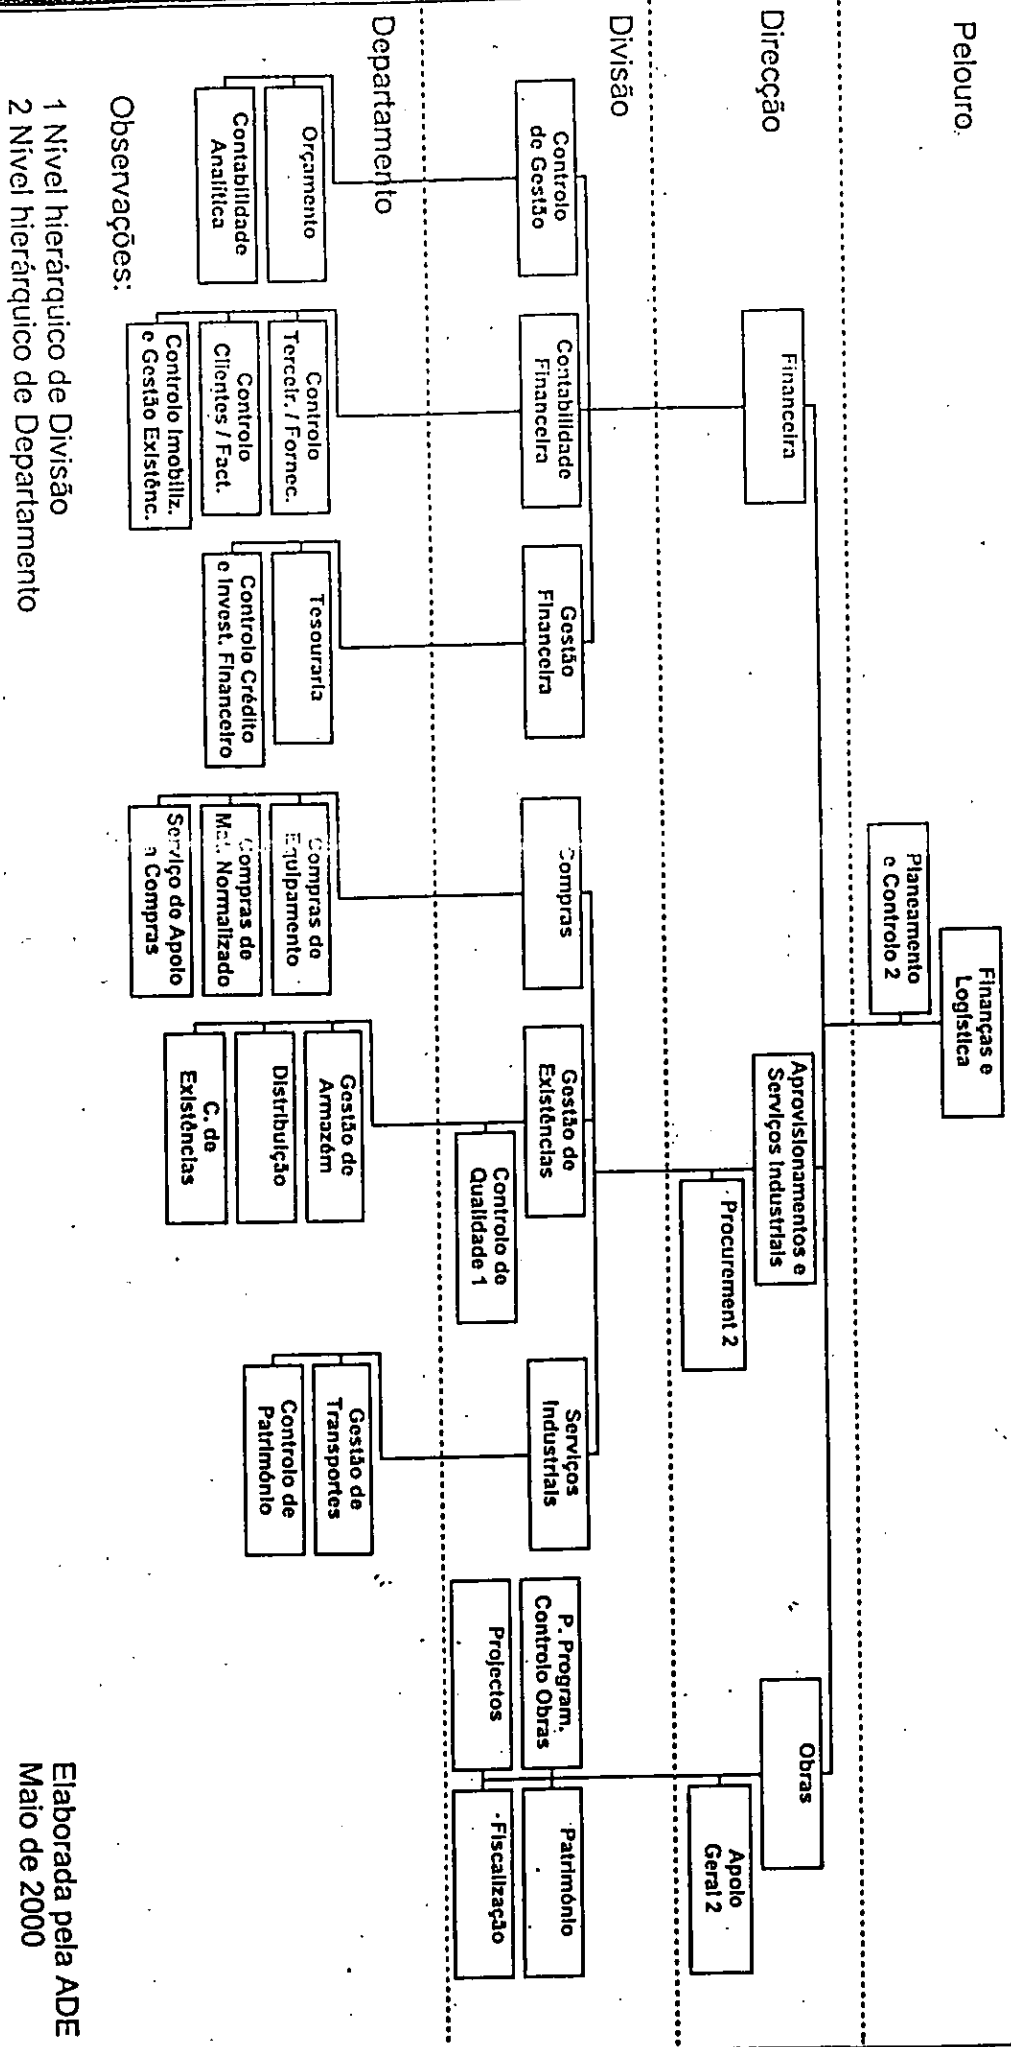 Pelouro
Finanças e
Logística
Planeamento
e Controlo 2
Direcção
Financeira
Aprovisionamentos e
Serviços Industriais
Obras
Procurement 2
Apoio
Geral 2
Divisão
Controlo
de Gestão
Contabilidade
Financeira
Gestão
Financeira
Compras
Gestão de
Existências
Serviços
Industriais
P. Program.
Controlo Obras
Património
Controlo de
Qualidade 1
Projectos
Fiscalização
Departamento
Orçamento
Contabilidade
Analítica
Controlo
Terceir. / Fornec.
Controlo
Clientes / Fact.
Controlo Imobiliz.
e Gestão Existênc.
Tesouraria
Controlo Crédito
e Invest. Financeiro
Compras de
Equipamento
Compras de
Mat. Normalizado
Serviço de Apoio
a Compras
Gestão de
Armazém
Distribuição
C. de
Existências
Gestão de
Transportes
Controlo de
Património
Observações:
1 Nível hierárquico de Divisão
2 Nível hierárquico de Departamento
Elaborada pela ADE
Maio de 2000